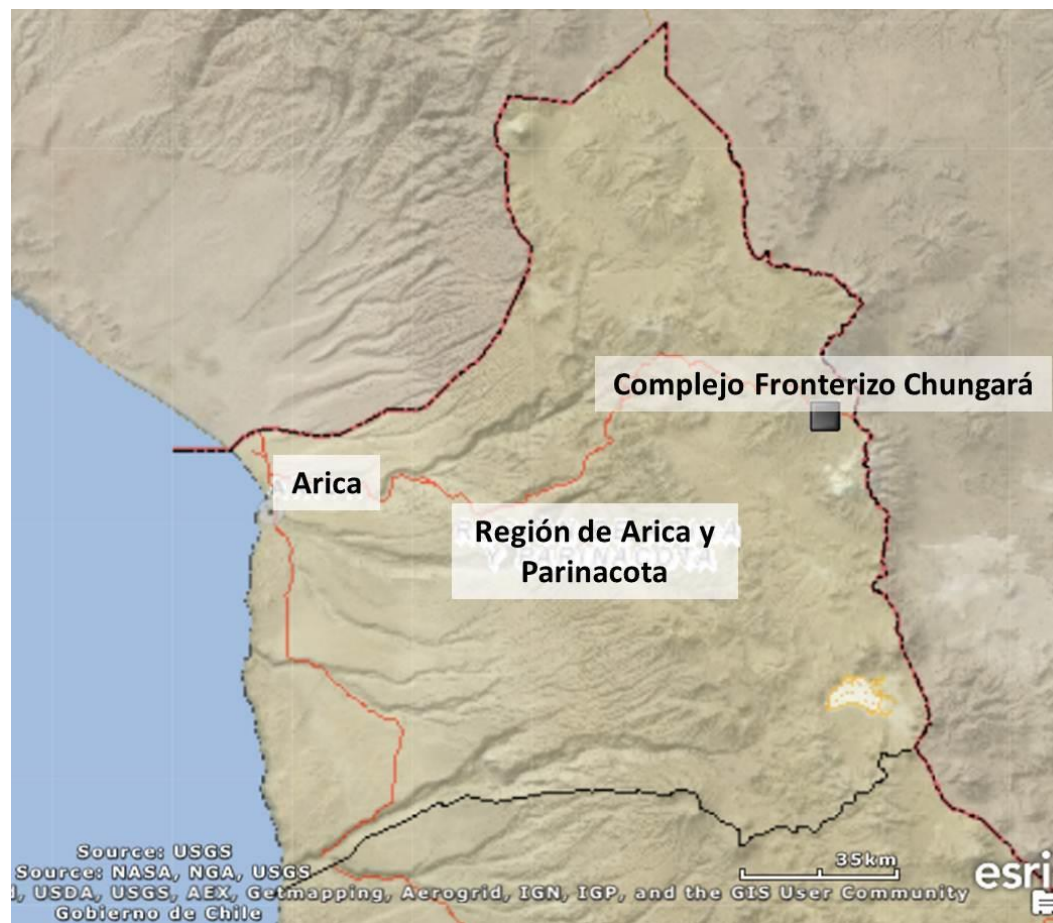 Complejo Fronterizo Chungará
Arica
Región de Arica y
Parinacota
35km
Source: USGS
Source: NASA, NGA, USGS
esri
, USDA, USGS, AEX, Getmapping, Aerogrid, IGN, IGP, and the GIS User Community
Gobierno de Chile